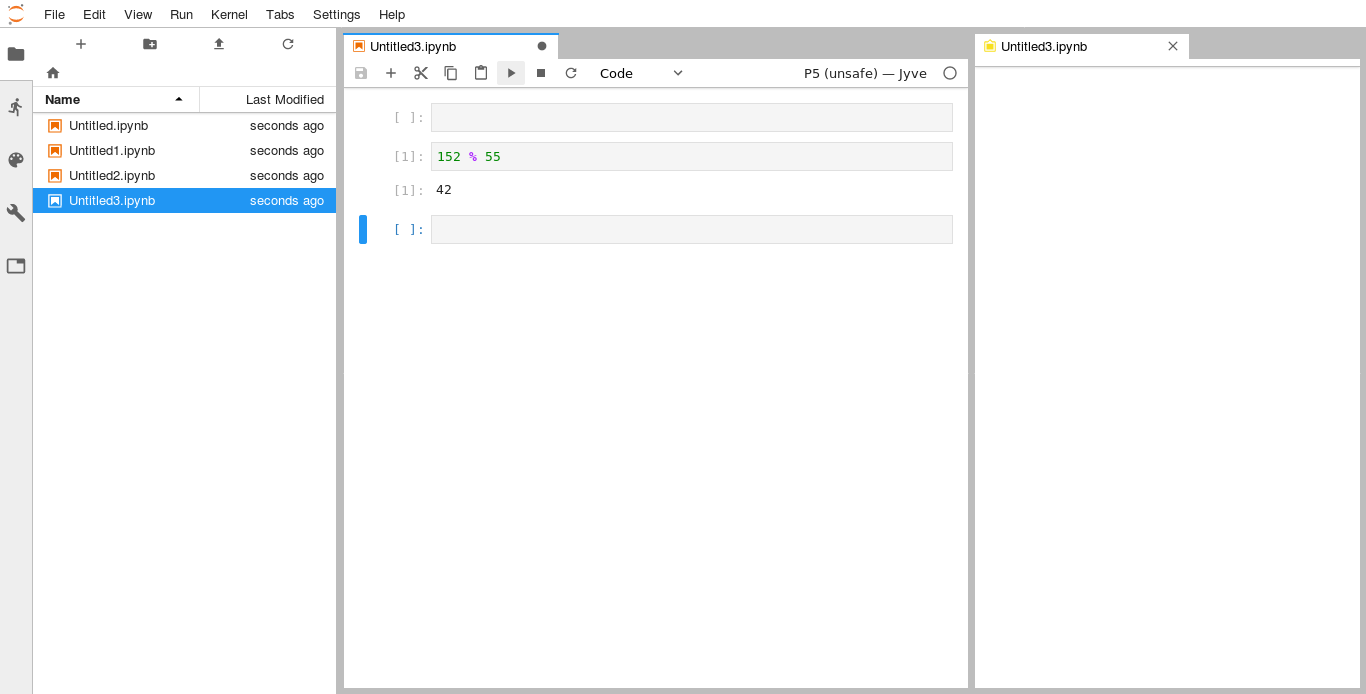 File Edit View Run Kernel Tabs Settings Help
Name Last Modified
Untitled.ipynb seconds ago
Untitled1.ipynb seconds ago
Untitled2.ipynb seconds ago
Untitled3.ipynb seconds ago
Untitled3.ipynb
Code P5 (unsafe) — Jyve
[ ]:
[1]: 152 % 55
[1]: 42
[ ]:
Untitled3.ipynb